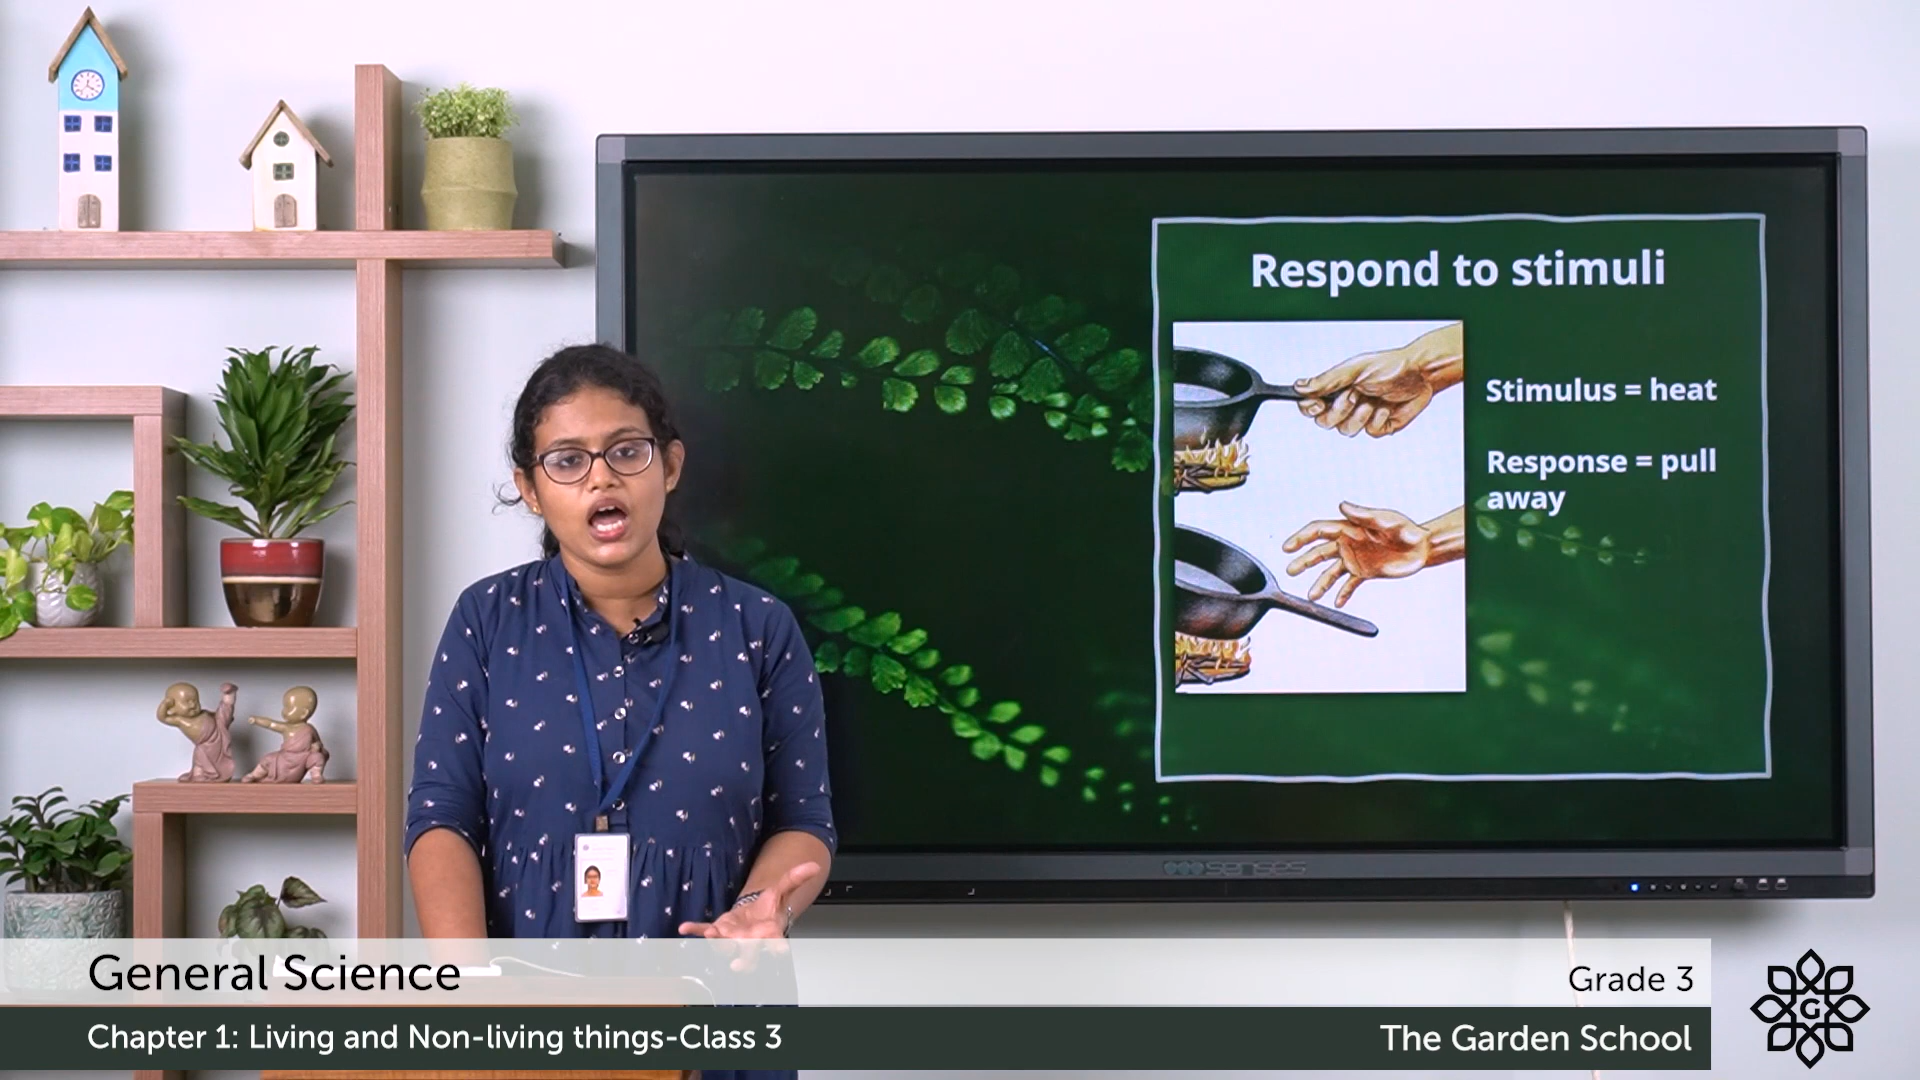 Respond to stimuli
Stimulus = heat
Response = pull
away
senses
General Science
Grade 3
Chapter 1: Living and Non-living things-Class 3
The Garden School
G